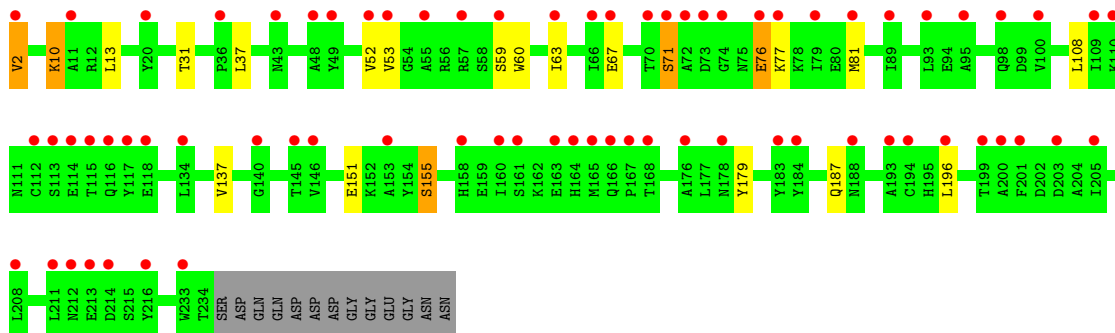 V2 K10 A11 R12 L13 Y20 T31 P36 L37 N43 A48 Y49 V52 V53 G54 A55 R56 R57 S58 S59 W60 I63 I66 E67 T70 S71 A72 D73 G74 N75 E76 K77 K78 I79 E80 M81 I89 L93 E94 A95 Q98 D99 V100 L108 I109 K110
N111 C112 S113 E114 T115 Q116 Y117 E118 L134 V137 G140 T145 V146 E151 K152 A153 Y154 S155 H158 E159 I160 S161 K162 E163 H164 M165 Q166 P167 T168 A176 L177 N178 Y179 Y183 Y184 Q187 N188 A193 C194 H195 L196 T199 A200 F201 D202 D203 A204 I205
L208 L211 N212 E213 D214 S215 Y216 W233 T234 SER ASP GLN GLN ASP ASP ASP GLY GLY GLU GLY ASN ASN